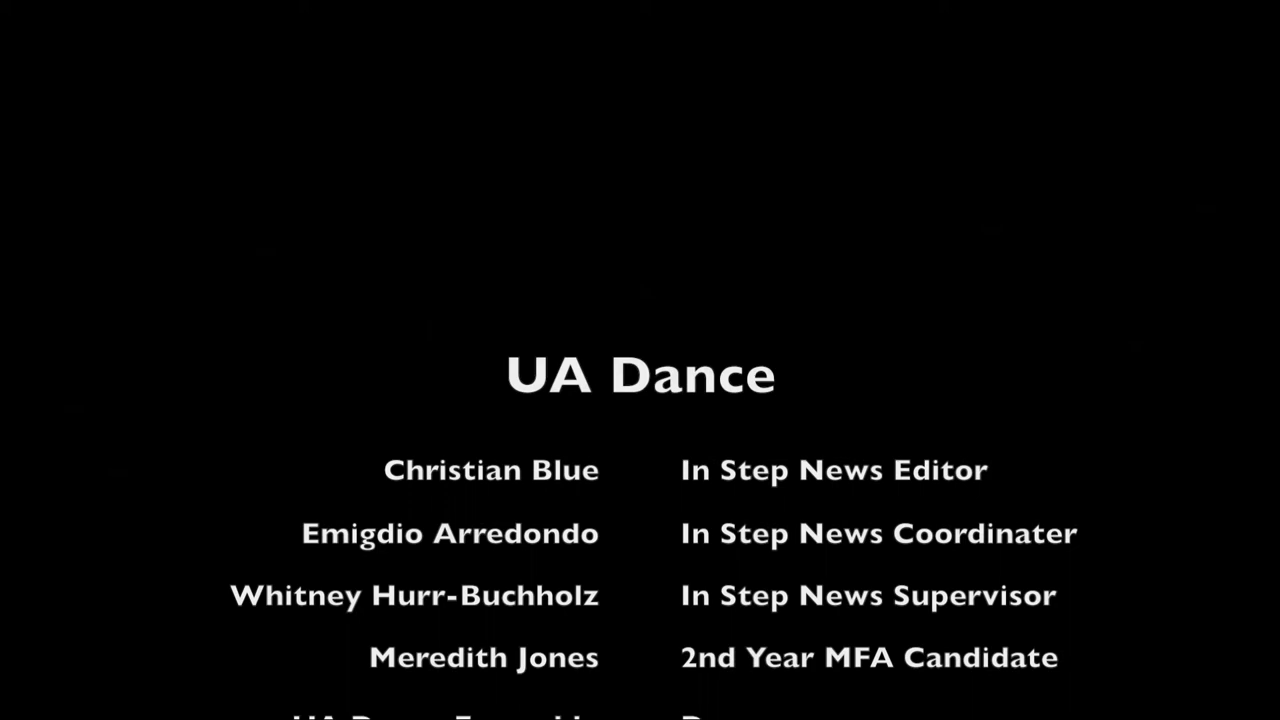 UA Dance
Christian Blue In Step News Editor
Emigdio Arredondo In Step News Coordinater
Whitney Hurr-Buchholz In Step News Supervisor
Meredith Jones 2nd Year MFA Candidate